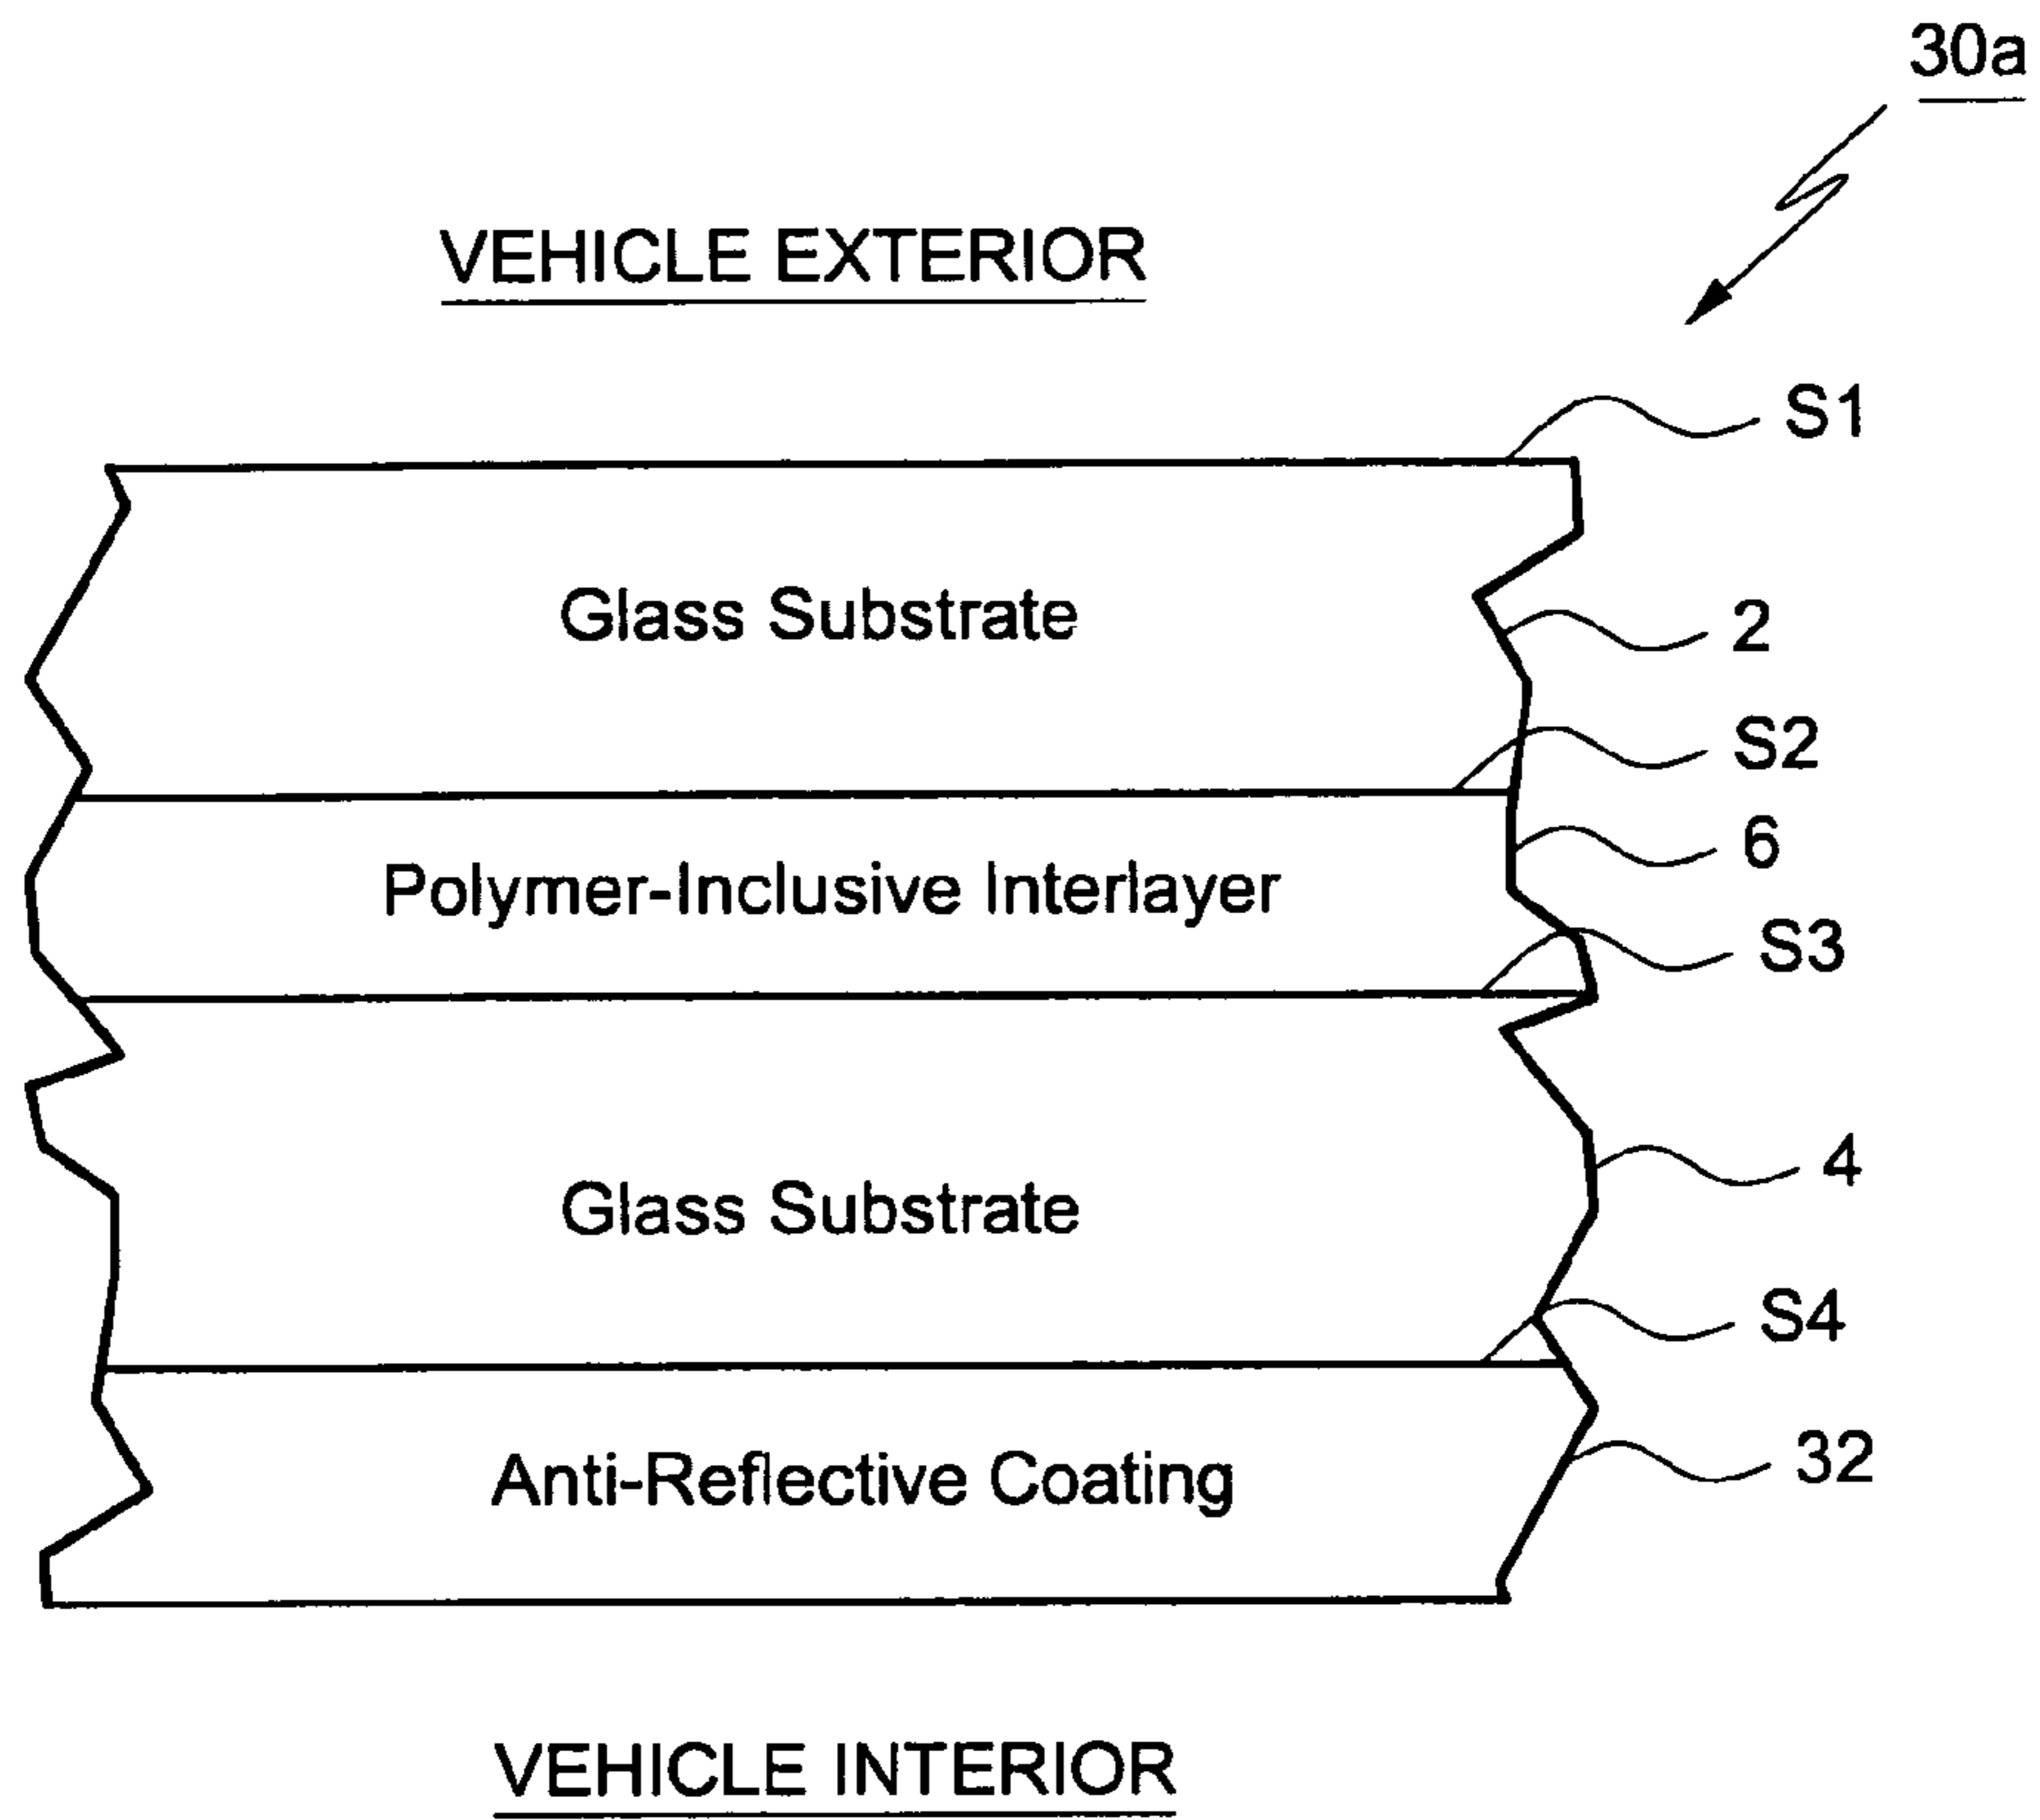 30a
VEHICLE EXTERIOR
S1
Glass Substrate
2
S2
6
Polymer-Inclusive Interlayer
S3
4
Glass Substrate
S4
32
Anti-Reflective Coating
VEHICLE INTERIOR